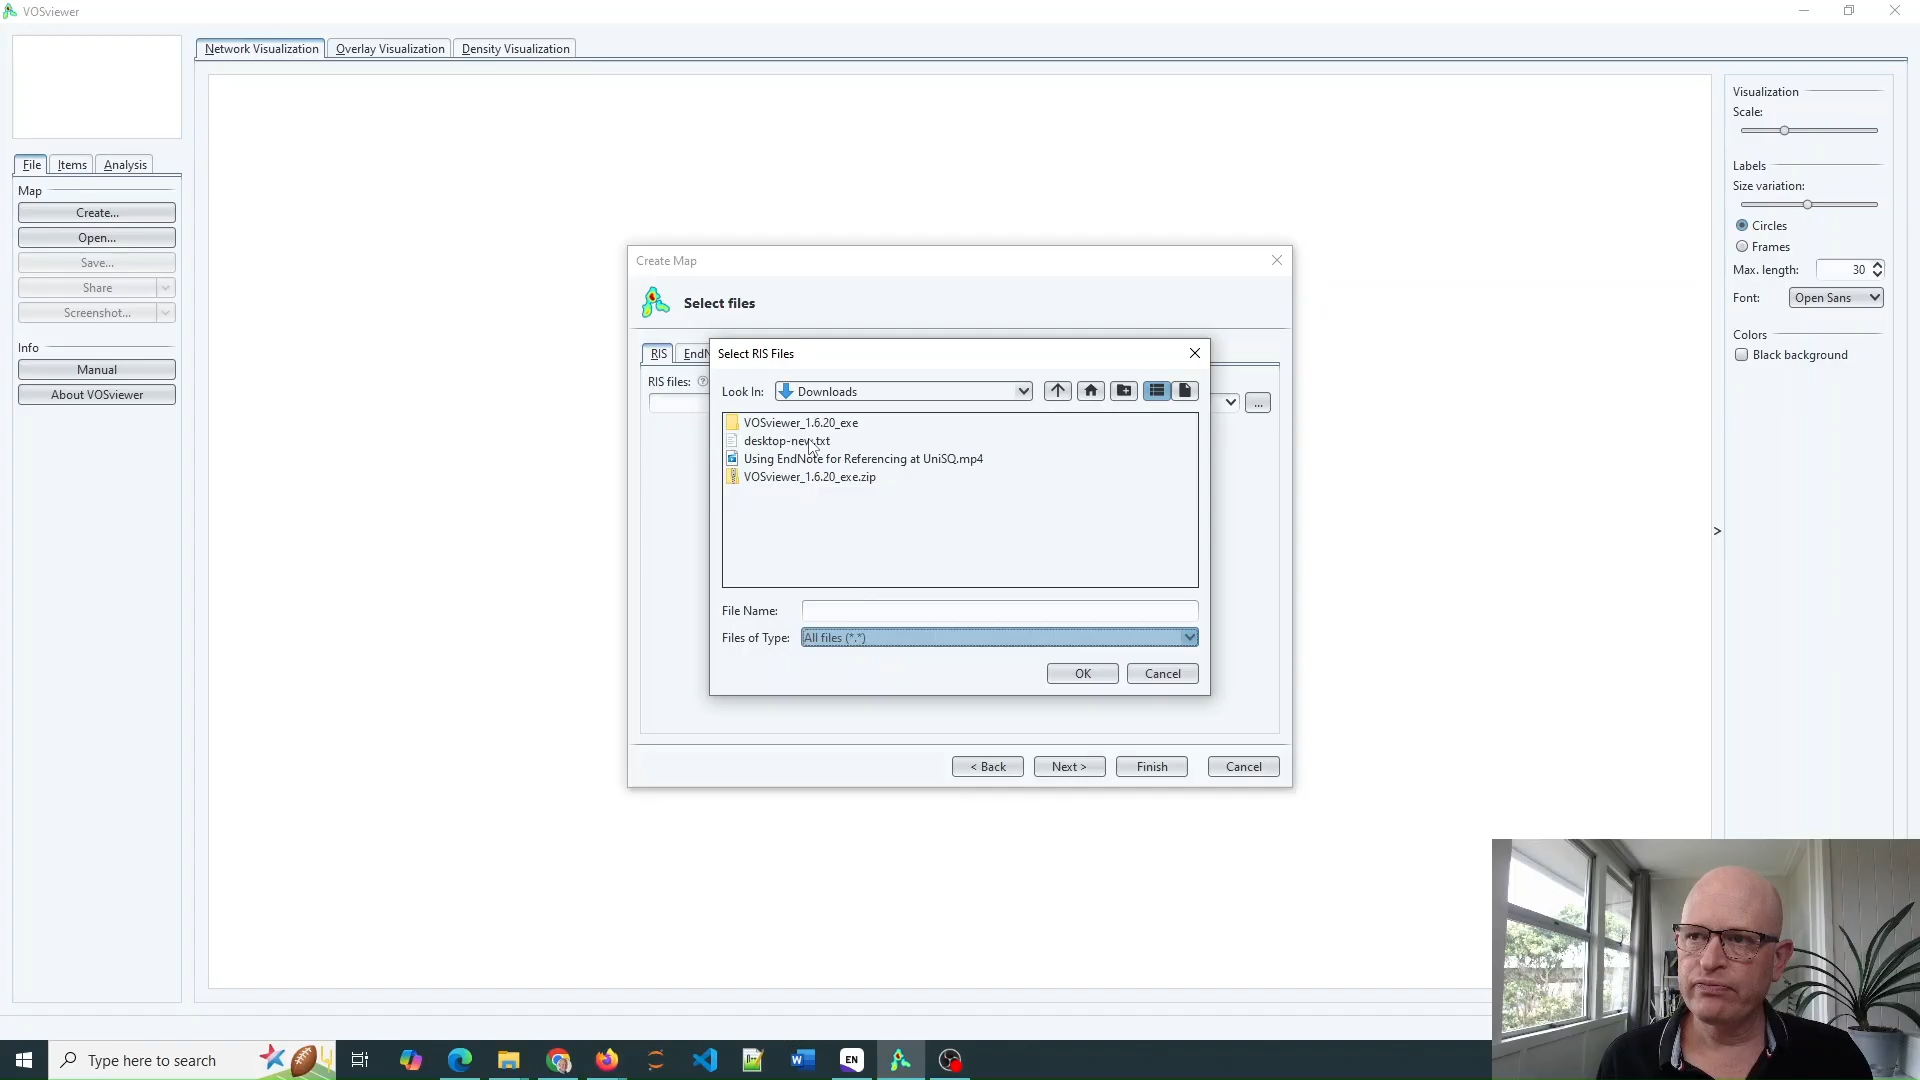 VOSviewer
Network Visualization
Overlay Visualization
Density Visualization
File
Items
Analysis
Map
Create...
Open...
Save...
Share
Screenshot...
Info
Manual
About VOSviewer
Create Map
Select files
RIS
EndN
RIS files:
...
Select RIS Files
Look In:
Downloads
VOSviewer_1.6.20_exe
desktop-new.txt
Using EndNote for Referencing at UniSQ.mp4
VOSviewer_1.6.20_exe.zip
File Name:
Files of Type:
All files (*.*)
OK
Cancel
< Back
Next >
Finish
Cancel
Visualization
Scale:
Labels
Size variation:
Circles
Frames
Max. length:
30
Font:
Open Sans
Colors
Black background
>
Type here to search
EN